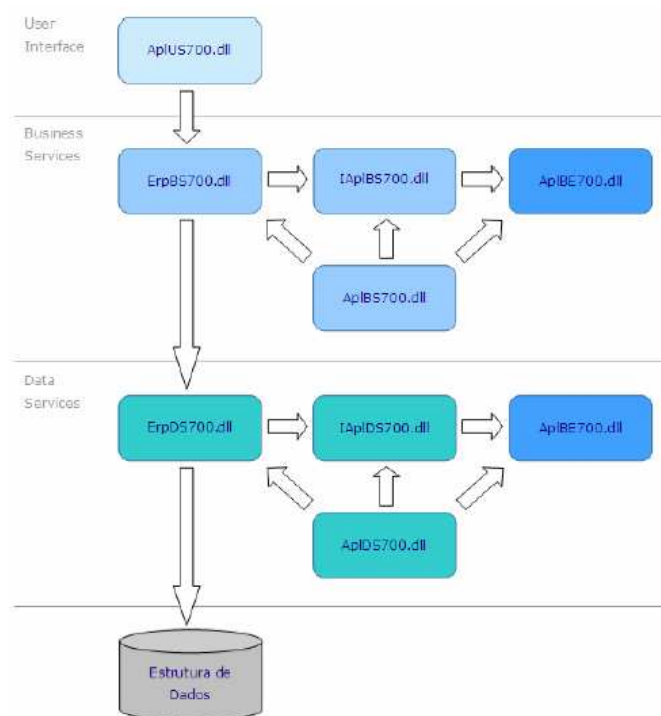 User
Interface
AplUS700.dll
Business
Services
ErpBS700.dll
IAplBS700.dll
AplBE700.dll
AplBS700.dll
Data
Services
ErpDS700.dll
IAplDS700.dll
AplBE700.dll
AplDS700.dll
Estrutura de
Dados